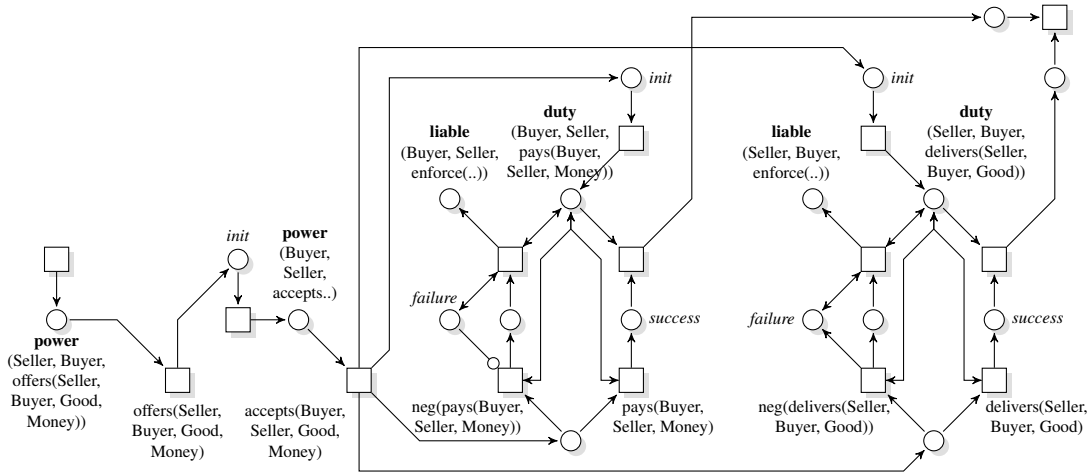 init
duty
(Buyer, Seller,
pays(Buyer,
Seller, Money))
liable
(Buyer, Seller,
enforce(..))
init
duty
(Seller, Buyer,
delivers(Seller,
Buyer, Good))
liable
(Seller, Buyer,
enforce(..))
init
power
(Buyer,
Seller,
accepts..)
failure
success
failure
success
power
(Seller, Buyer,
offers(Seller,
Buyer, Good,
Money))
offers(Seller,
Buyer, Good,
Money)
accepts(Buyer,
Seller, Good,
Money)
neg(pays(Buyer,
Seller, Money))
pays(Buyer,
Seller, Money)
neg(delivers(Seller,
Buyer, Good))
delivers(Seller,
Buyer, Good)